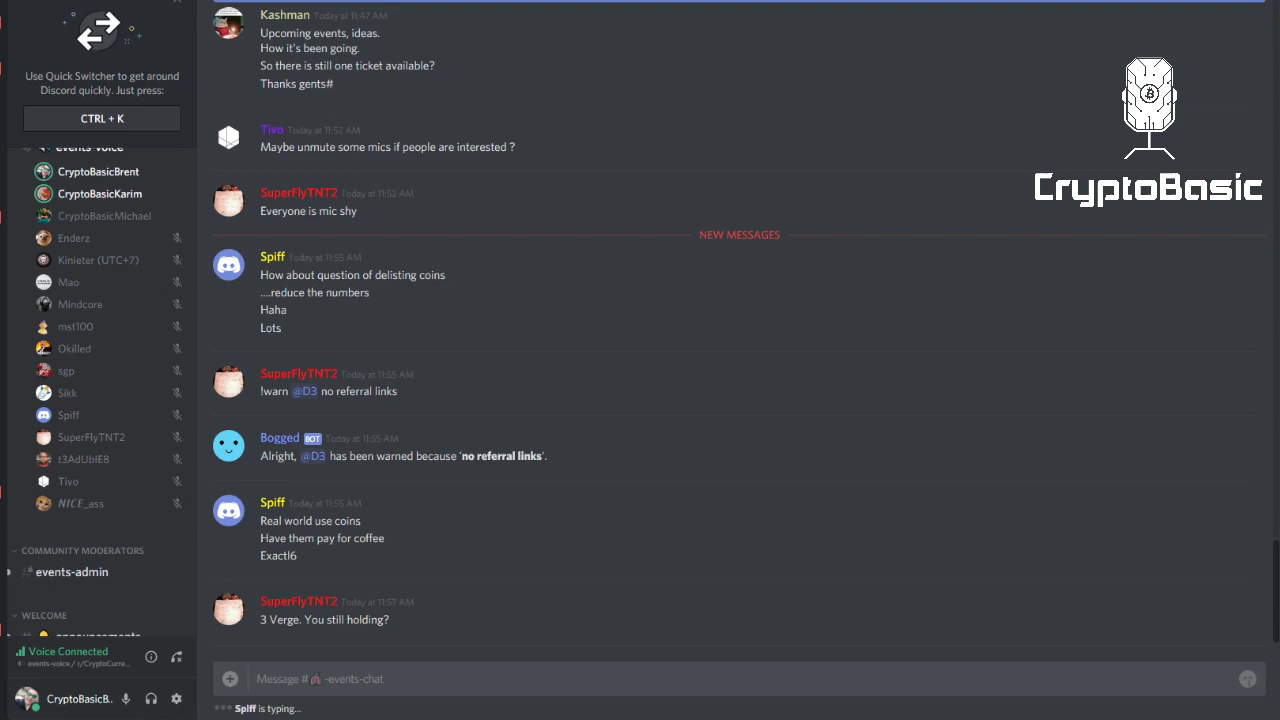 Use Quick Switcher to get around
Discord quickly. Just press:
CTRL + K
events-voice
CryptoBasicBrent
CryptoBasicKarim
CryptoBasicMichael
Enderz
Kinieter (UTC+7)
Mao
Mindcore
mst100
Okilled
sgp
Sikk
Spiff
SuperFlyTNT2
t3AdUblE8
Tivo
NICE_ass
COMMUNITY MODERATORS
events-admin
WELCOME
announcements
Voice Connected
events-voice / r/CryptoCurre...
CryptoBasicB..
Kashman Today at 11:47 AM
Upcoming events, ideas.
How it's been going.
So there is still one ticket available?
Thanks gents#
Tivo Today at 11:52 AM
Maybe unmute some mics if people are interested ?
SuperFlyTNT2 Today at 11:52 AM
Everyone is mic shy
NEW MESSAGES
Spiff Today at 11:55 AM
How about question of delisting coins
....reduce the numbers
Haha
Lots
SuperFlyTNT2 Today at 11:55 AM
!warn @D3 no referral links
Bogged BOT Today at 11:55 AM
Alright, @D3 has been warned because 'no referral links'.
Spiff Today at 11:55 AM
Real world use coins
Have them pay for coffee
Exactl6
SuperFlyTNT2 Today at 11:57 AM
3 Verge. You still holding?
Message # -events-chat
Spiff is typing...
CryptoBasic